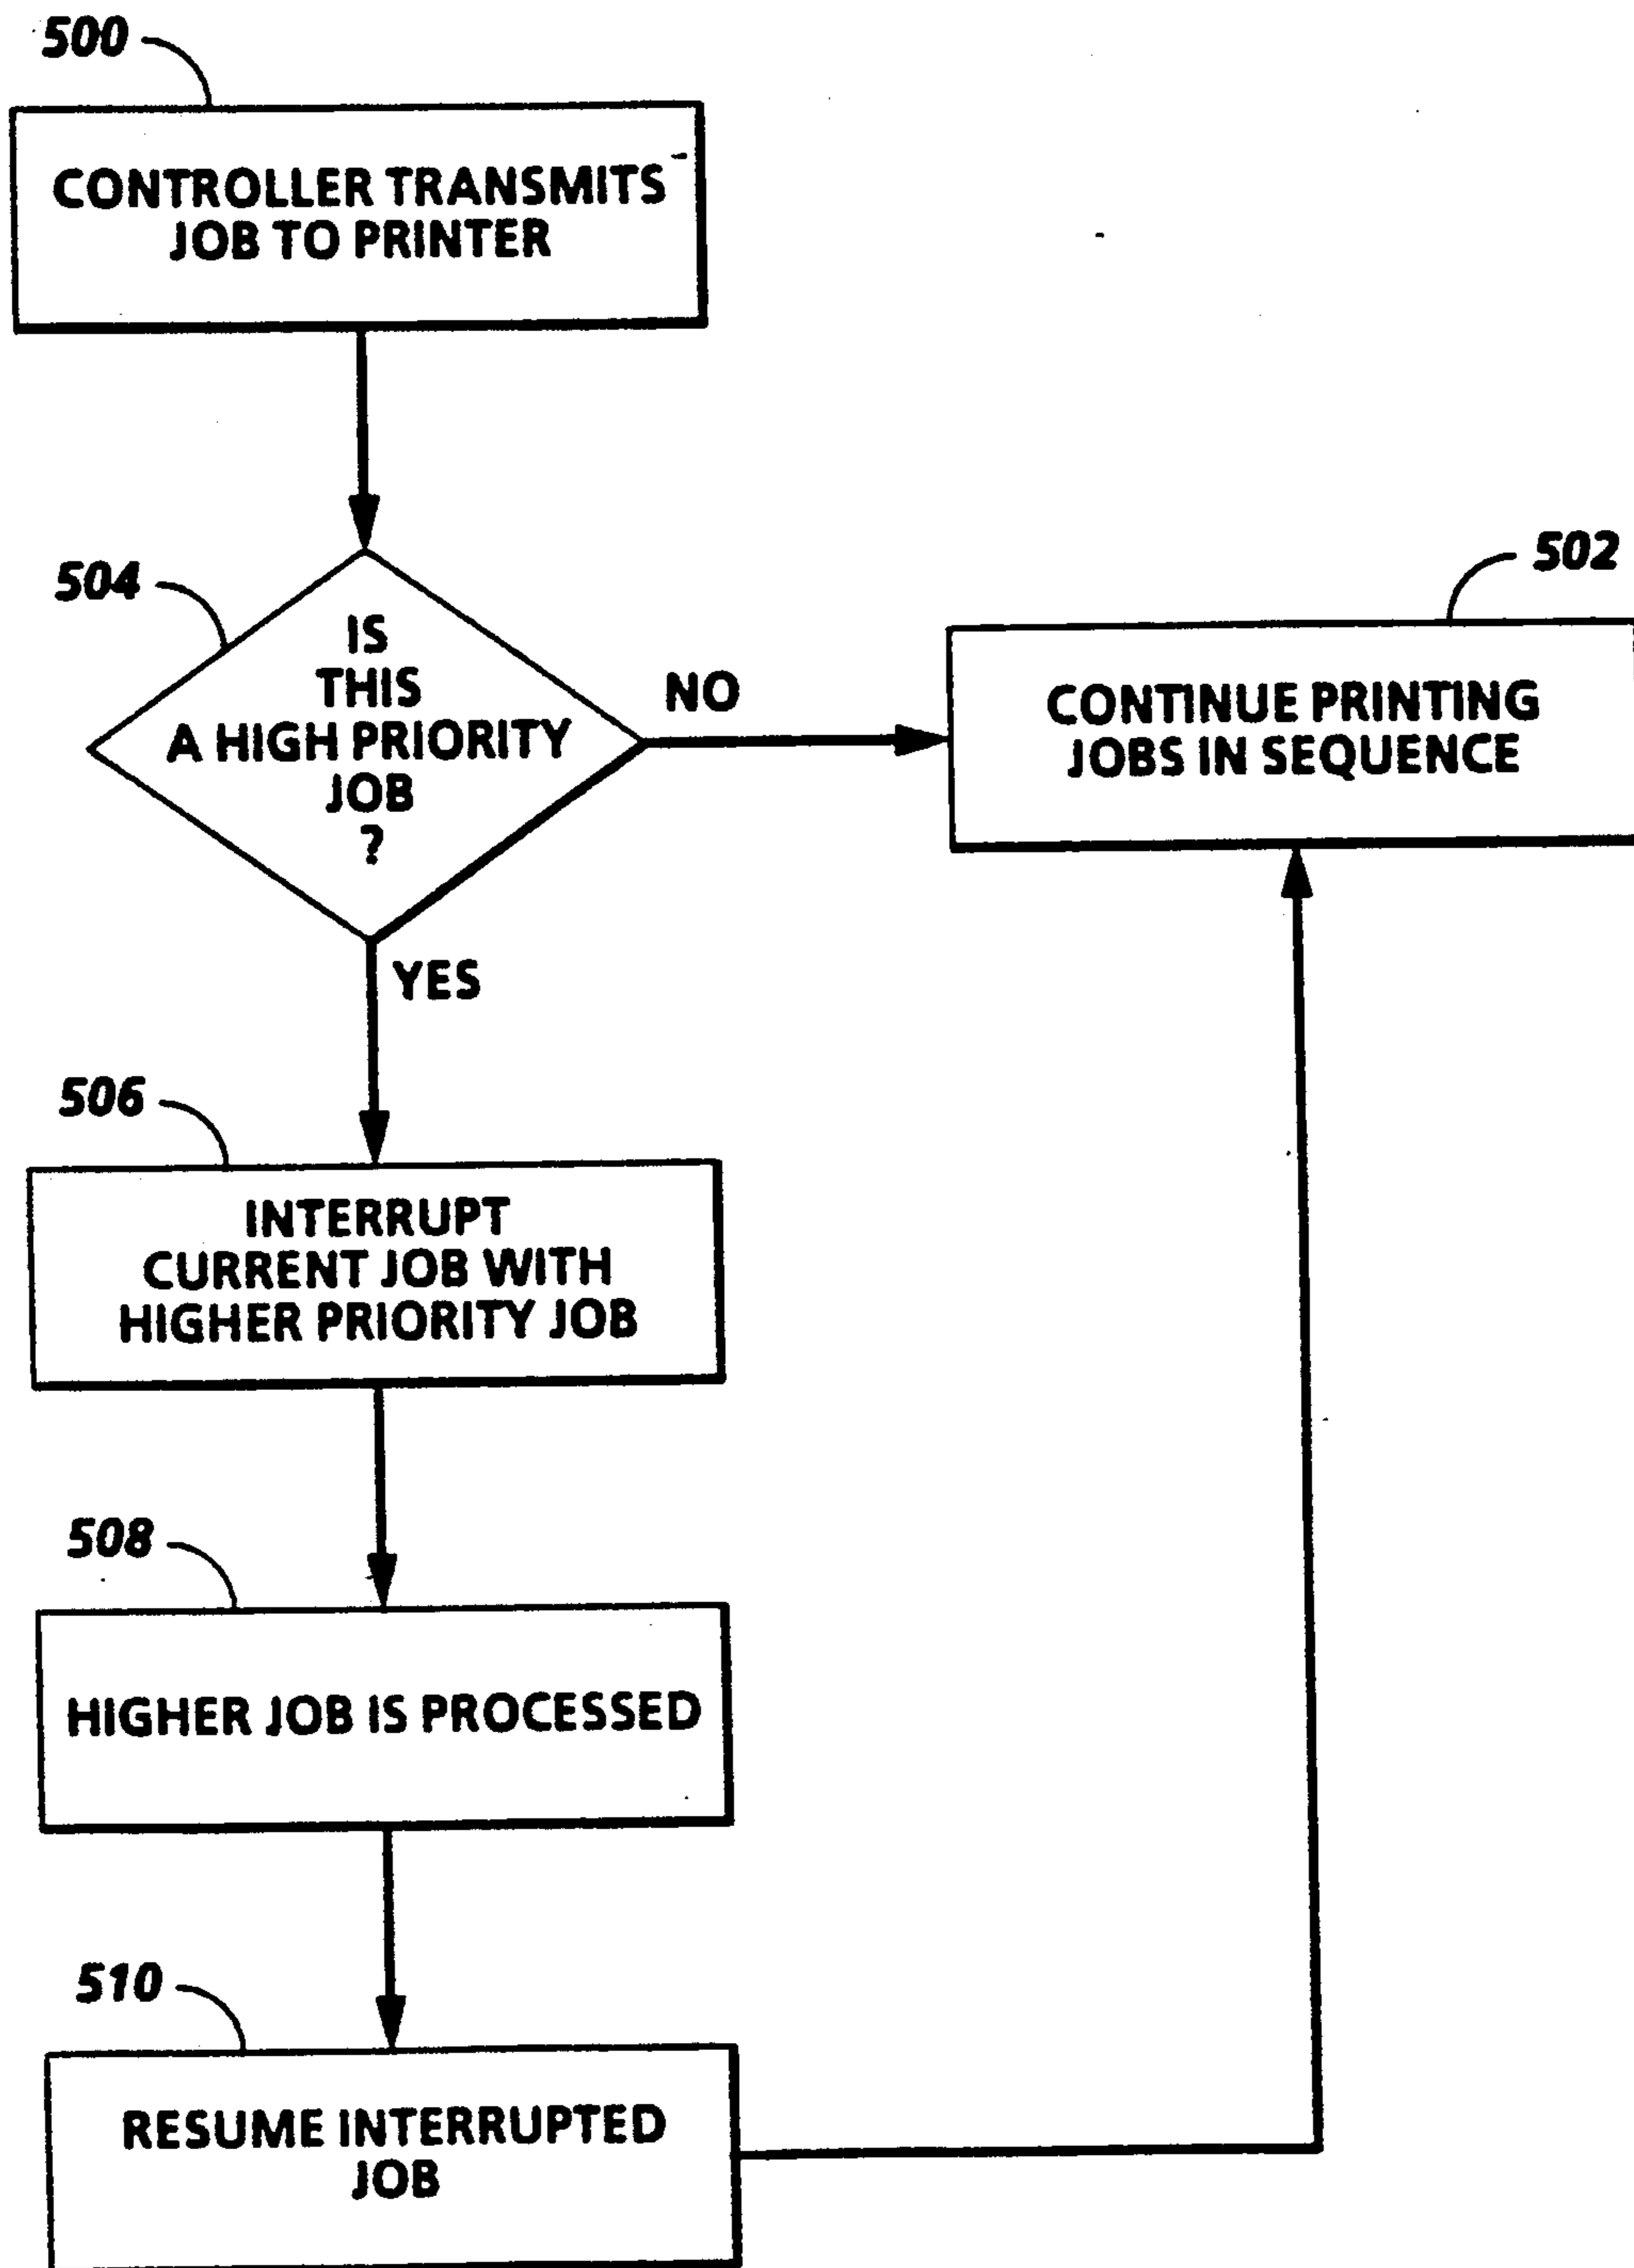 500
CONTROLLER TRANSMITS
JOB TO PRINTER
504
IS
THIS
A HIGH PRIORITY
JOB
?
NO
502
CONTINUE PRINTING
JOBS IN SEQUENCE
YES
506
INTERRUPT
CURRENT JOB WITH
HIGHER PRIORITY JOB
508
HIGHER JOB IS PROCESSED
510
RESUME INTERRUPTED
JOB